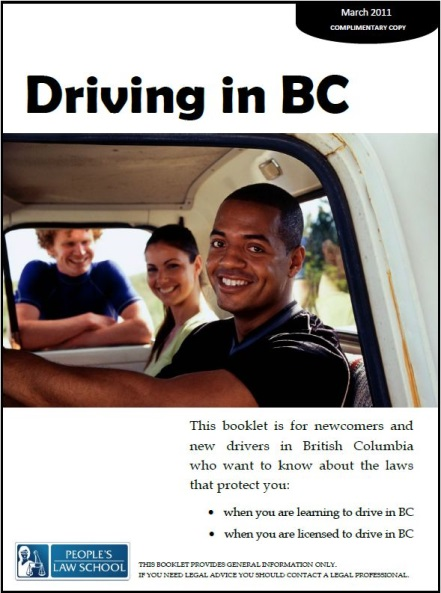 March 2011
COMPLIMENTARY COPY
Driving in BC
This booklet is for newcomers and
new drivers in British Columbia
who want to know about the laws
that protect you:
• when you are learning to drive in BC
• when you are licensed to drive in BC
PEOPLE'S
LAW SCHOOL
THIS BOOKLET PROVIDES GENERAL INFORMATION ONLY.
IF YOU NEED LEGAL ADVICE YOU SHOULD CONTACT A LEGAL PROFESSIONAL.